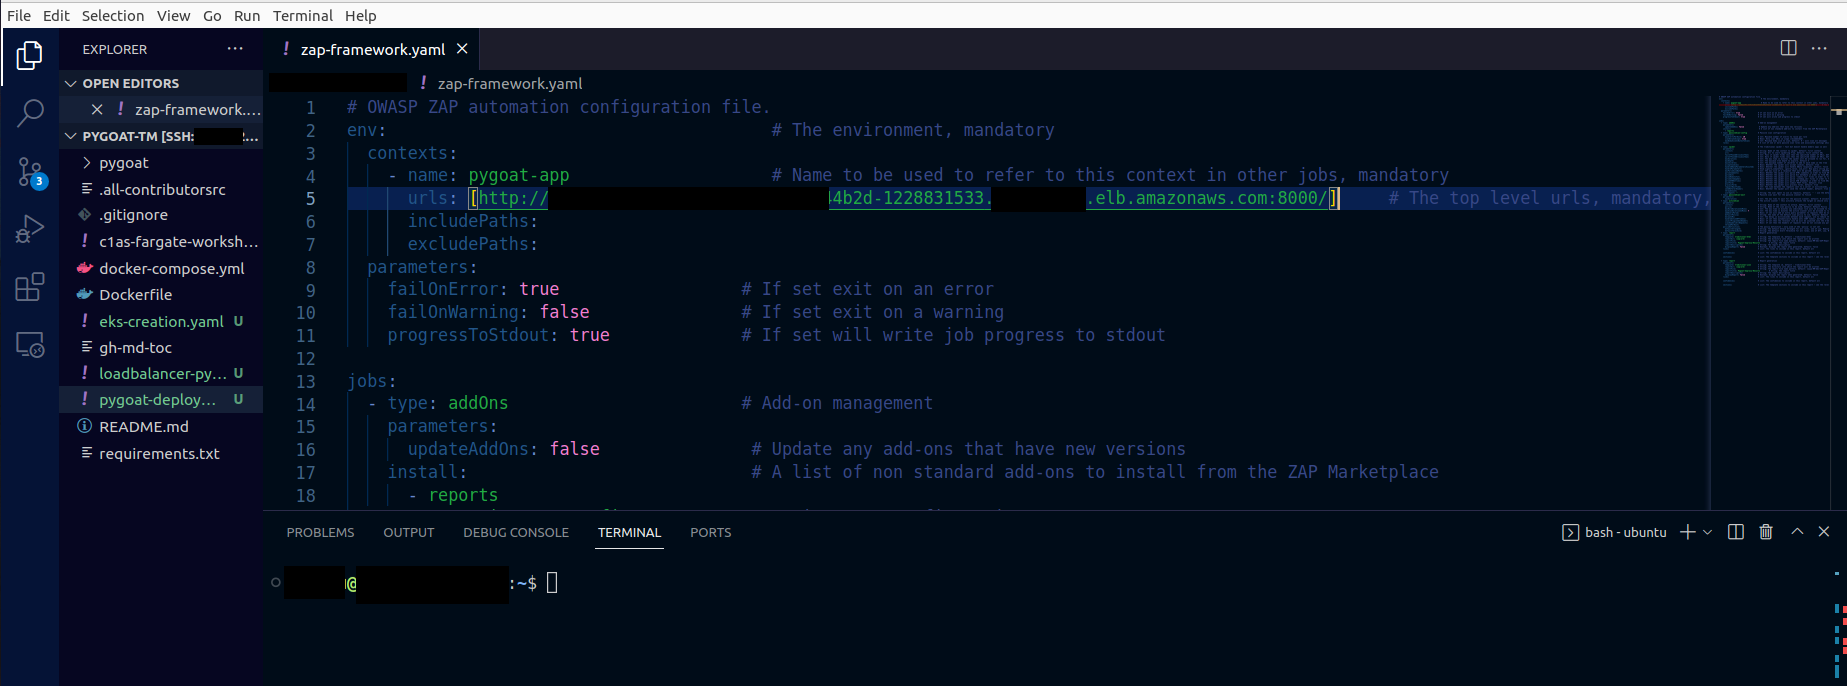 File Edit Selection View Go Run Terminal Help
EXPLORER ···
OPEN EDITORS
! zap-framework....
PYGOAT-TM [SSH: 2...
pygoat
.all-contributorsrc
.gitignore
! c1as-fargate-worksh...
docker-compose.yml
Dockerfile
! eks-creation.yaml U
gh-md-toc
! loadbalancer-py... U
! pygoat-deploy... U
README.md
requirements.txt
3
! zap-framework.yaml
! zap-framework.yaml
1 # OWASP ZAP automation configuration file.
2 env: # The environment, mandatory
3 contexts:
4 - name: pygoat-app # Name to be used to refer to this context in other jobs, mandatory
5 urls: [http:// 4b2d-1228831533. .elb.amazonaws.com:8000/] # The top level urls, mandatory,
6 includePaths:
7 excludePaths:
8 parameters:
9 failOnError: true # If set exit on an error
10 failOnWarning: false # If set exit on a warning
11 progressToStdout: true # If set will write job progress to stdout
12
13 jobs:
14 - type: addOns # Add-on management
15 parameters:
16 updateAddOns: false # Update any add-ons that have new versions
17 install: # A list of non standard add-ons to install from the ZAP Marketplace
18 - reports
PROBLEMS OUTPUT DEBUG CONSOLE TERMINAL PORTS
bash - ubuntu
@ :~$